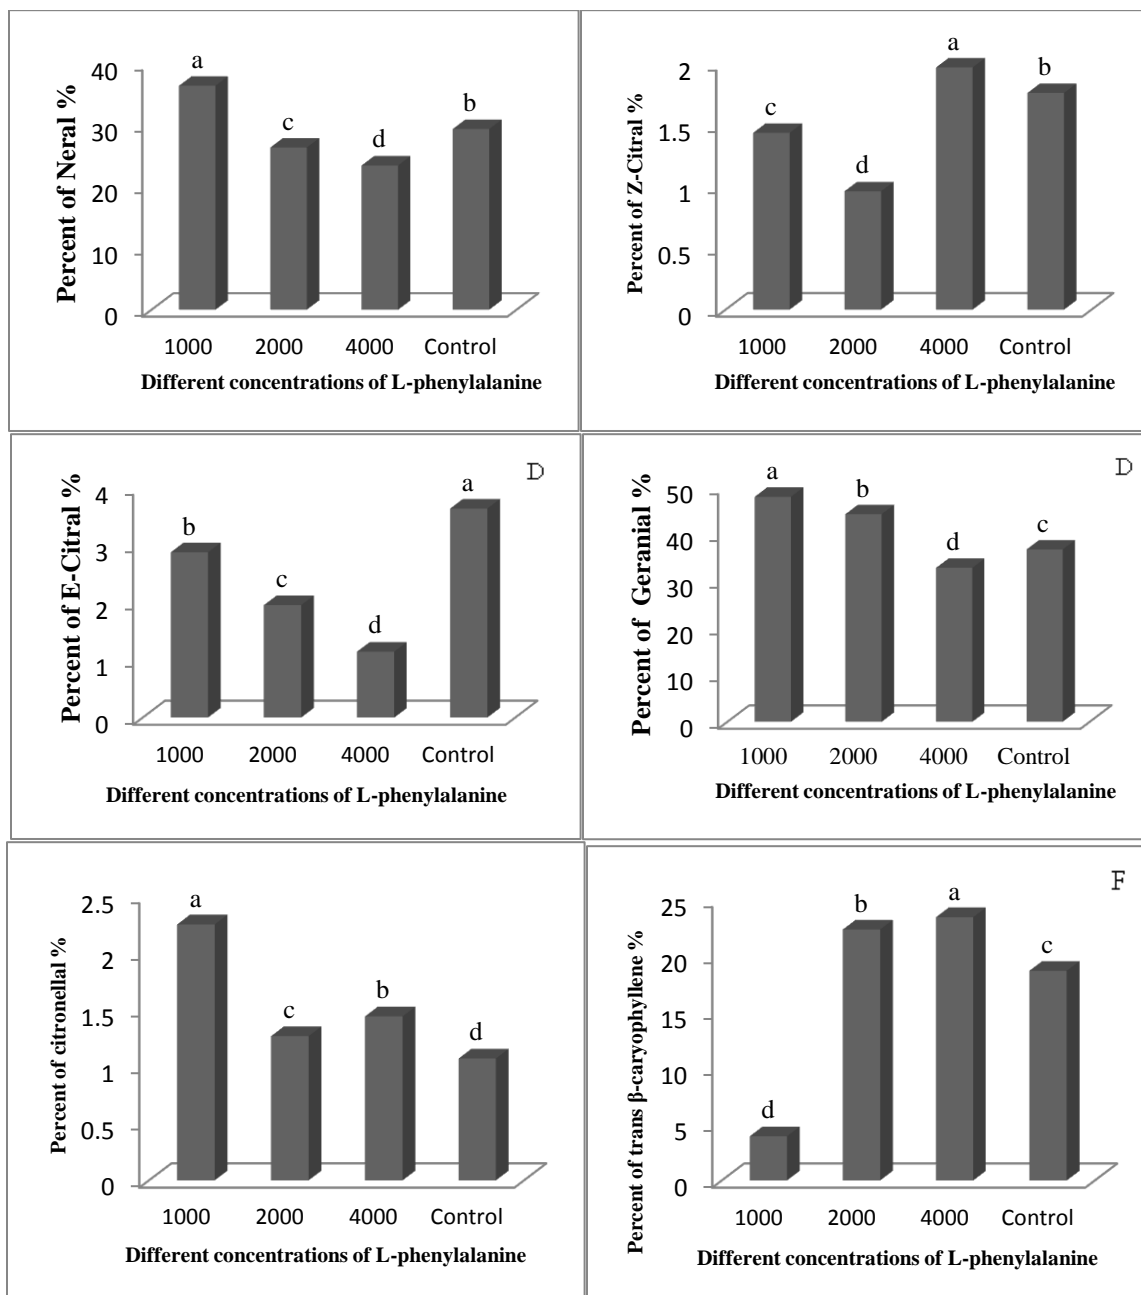 Percent of Neral %
40
30
20
10
0
a
c
d
b
1000 2000 4000 Control
Different concentrations of L-phenylalanine
Percent of Z-Citral %
2
1.5
1
0.5
0
c
d
a
b
1000 2000 4000 Control
Different concentrations of L-phenylalanine
D
Percent of E-Citral %
4
3
2
1
0
b
c
d
a
1000 2000 4000 Control
Different concentrations of L-phenylalanine
D
Percent of Geranial %
50
40
30
20
10
0
a
b
d
c
1000 2000 4000 Control
Different concentrations of L-phenylalanine
Percent of citronellal %
2.5
2
1.5
1
0.5
0
a
c
b
d
1000 2000 4000 Control
Different concentrations of L-phenylalanine
F
Percent of trans β-caryophyllene %
25
20
15
10
5
0
d
b
a
c
1000 2000 4000 Control
Different concentrations of L-phenylalanine